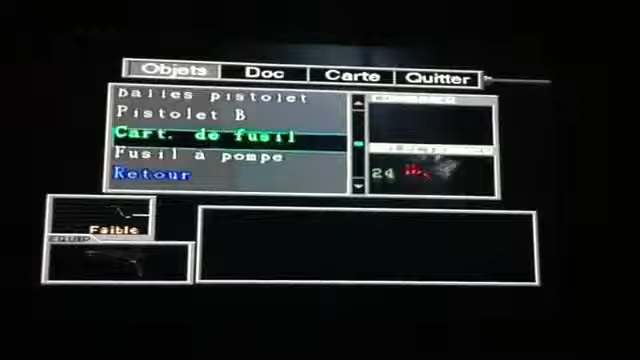 Objets Doc Carte Quitter
Balles pistolet
Pistolet B
Cart. de fusil
Fusil à pompe
Retour
24
Faible